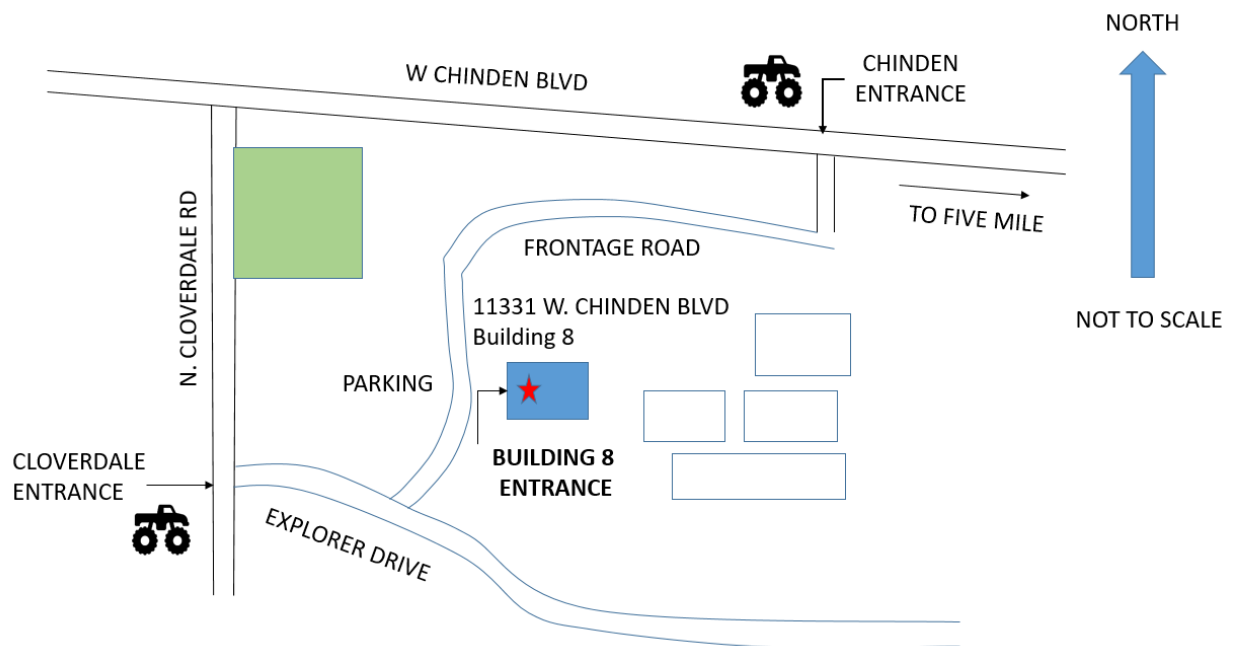 NORTH
W CHINDEN BLVD
CHINDEN
ENTRANCE
N. CLOVERDALE RD
TO FIVE MILE
FRONTAGE ROAD
11331 W. CHINDEN BLVD
Building 8
NOT TO SCALE
PARKING
CLOVERDALE
ENTRANCE
BUILDING 8
ENTRANCE
EXPLORER DRIVE